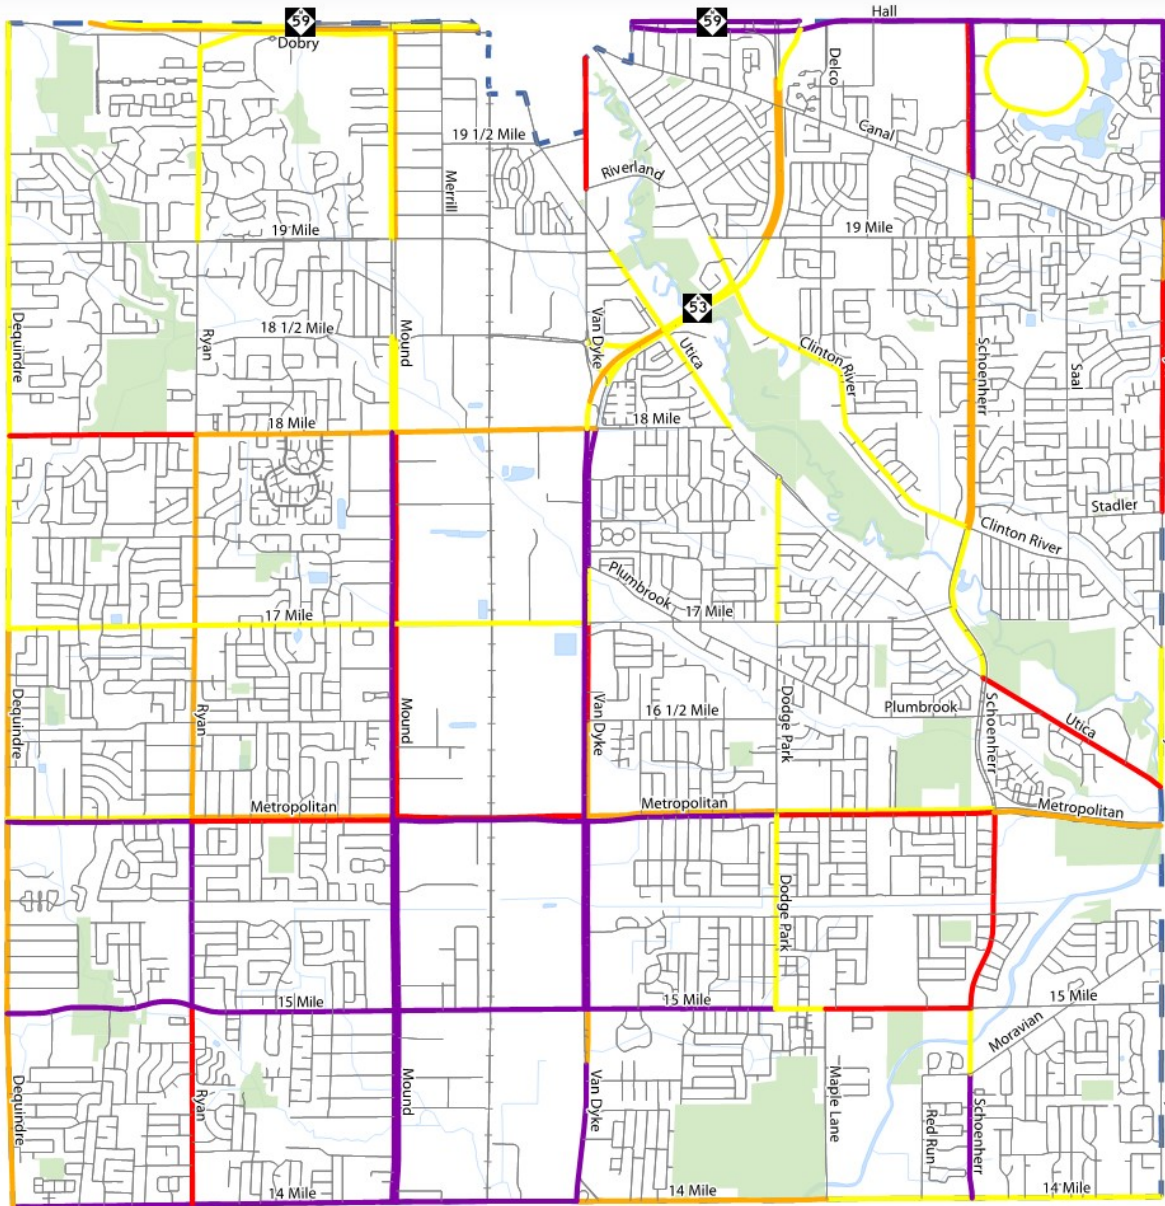 Hall
59
59
Dobry
Delco
Canal
19 1/2 Mile
Riverland
Merrill
19 Mile
19 Mile
53
18 1/2 Mile
Dequindre
Ryan
Mound
Van Dyke
Utica
Clinton River
Schoenherr
Saal
18 Mile
18 Mile
Stadler
Clinton River
Plumbrook
17 Mile
17 Mile
Dequindre
Ryan
Mound
Van Dyke
16 1/2 Mile
Dodge Park
Plumbrook
Schoenherr
Utica
Metropolitan
Metropolitan
Metropolitan
Dodge Park
15 Mile
15 Mile
15 Mile
Moravian
Dequindre
Ryan
Mound
Van Dyke
Maple Lane
Red Run
Schoenherr
14 Mile
14 Mile
14 Mile